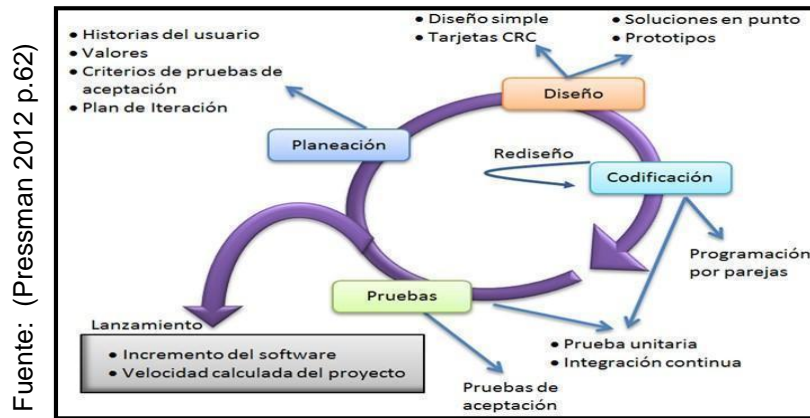 Fuente:  (Pressman 2012 p.62)
• Historias del usuario
• Valores
• Criterios de pruebas de
aceptación
• Plan de Iteración
• Diseño simple
• Tarjetas CRC
• Soluciones en punto
• Prototipos
Diseño
Planeación
Rediseño
Codificación
Programación
por parejas
Pruebas
Lanzamiento
• Incremento del software
• Velocidad calculada del proyecto
• Prueba unitaria
• Integración continua
Pruebas de
aceptación